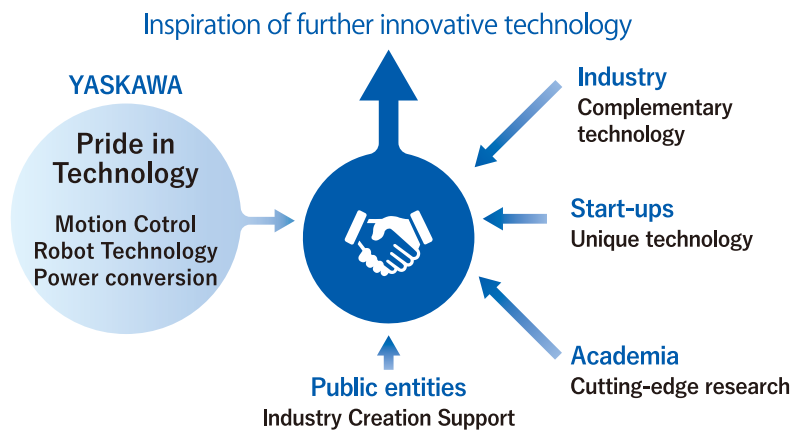 Inspiration of further innovative technology
YASKAWA
Pride in
Technology
Motion Cotrol
Robot Technology
Power conversion
Industry
Complementary
technology
Start-ups
Unique technology
Academia
Cutting-edge research
Public entities
Industry Creation Support